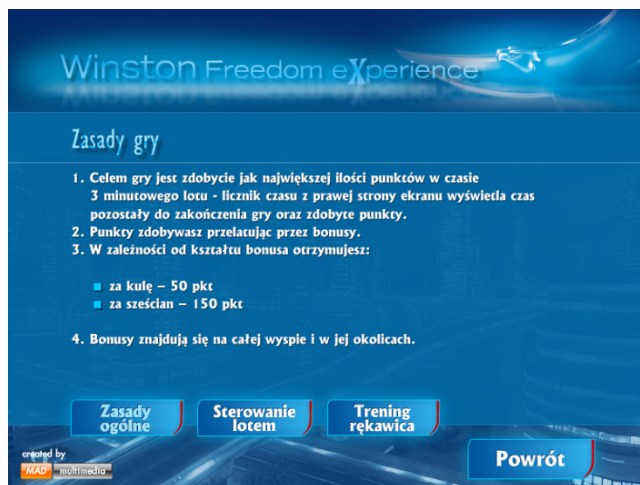 Winston Freedom eXperience
Zasady gry
1. Celem gry jest zdobycie jak największej ilości punktów w czasie
3 minutowego lotu - licznik czasu z prawej strony ekranu wyświetla czas
pozostały do zakończenia gry oraz zdobyte punkty.
2. Punkty zdobywasz przelatując przez bonusy.
3. W zależności od kształtu bonusa otrzymujesz:
za kulę – 50 pkt
za sześcian – 150 pkt
4. Bonusy znajdują się na całej wyspie i w jej okolicach.
Zasady
ogólne
Sterowanie
lotem
Trening
rękawica
created by
MAD multimedia
Powrót